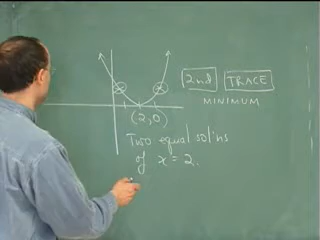 2nd TRACE
MINIMUM
(2,0)
Two equal sol'ns
of x = 2.